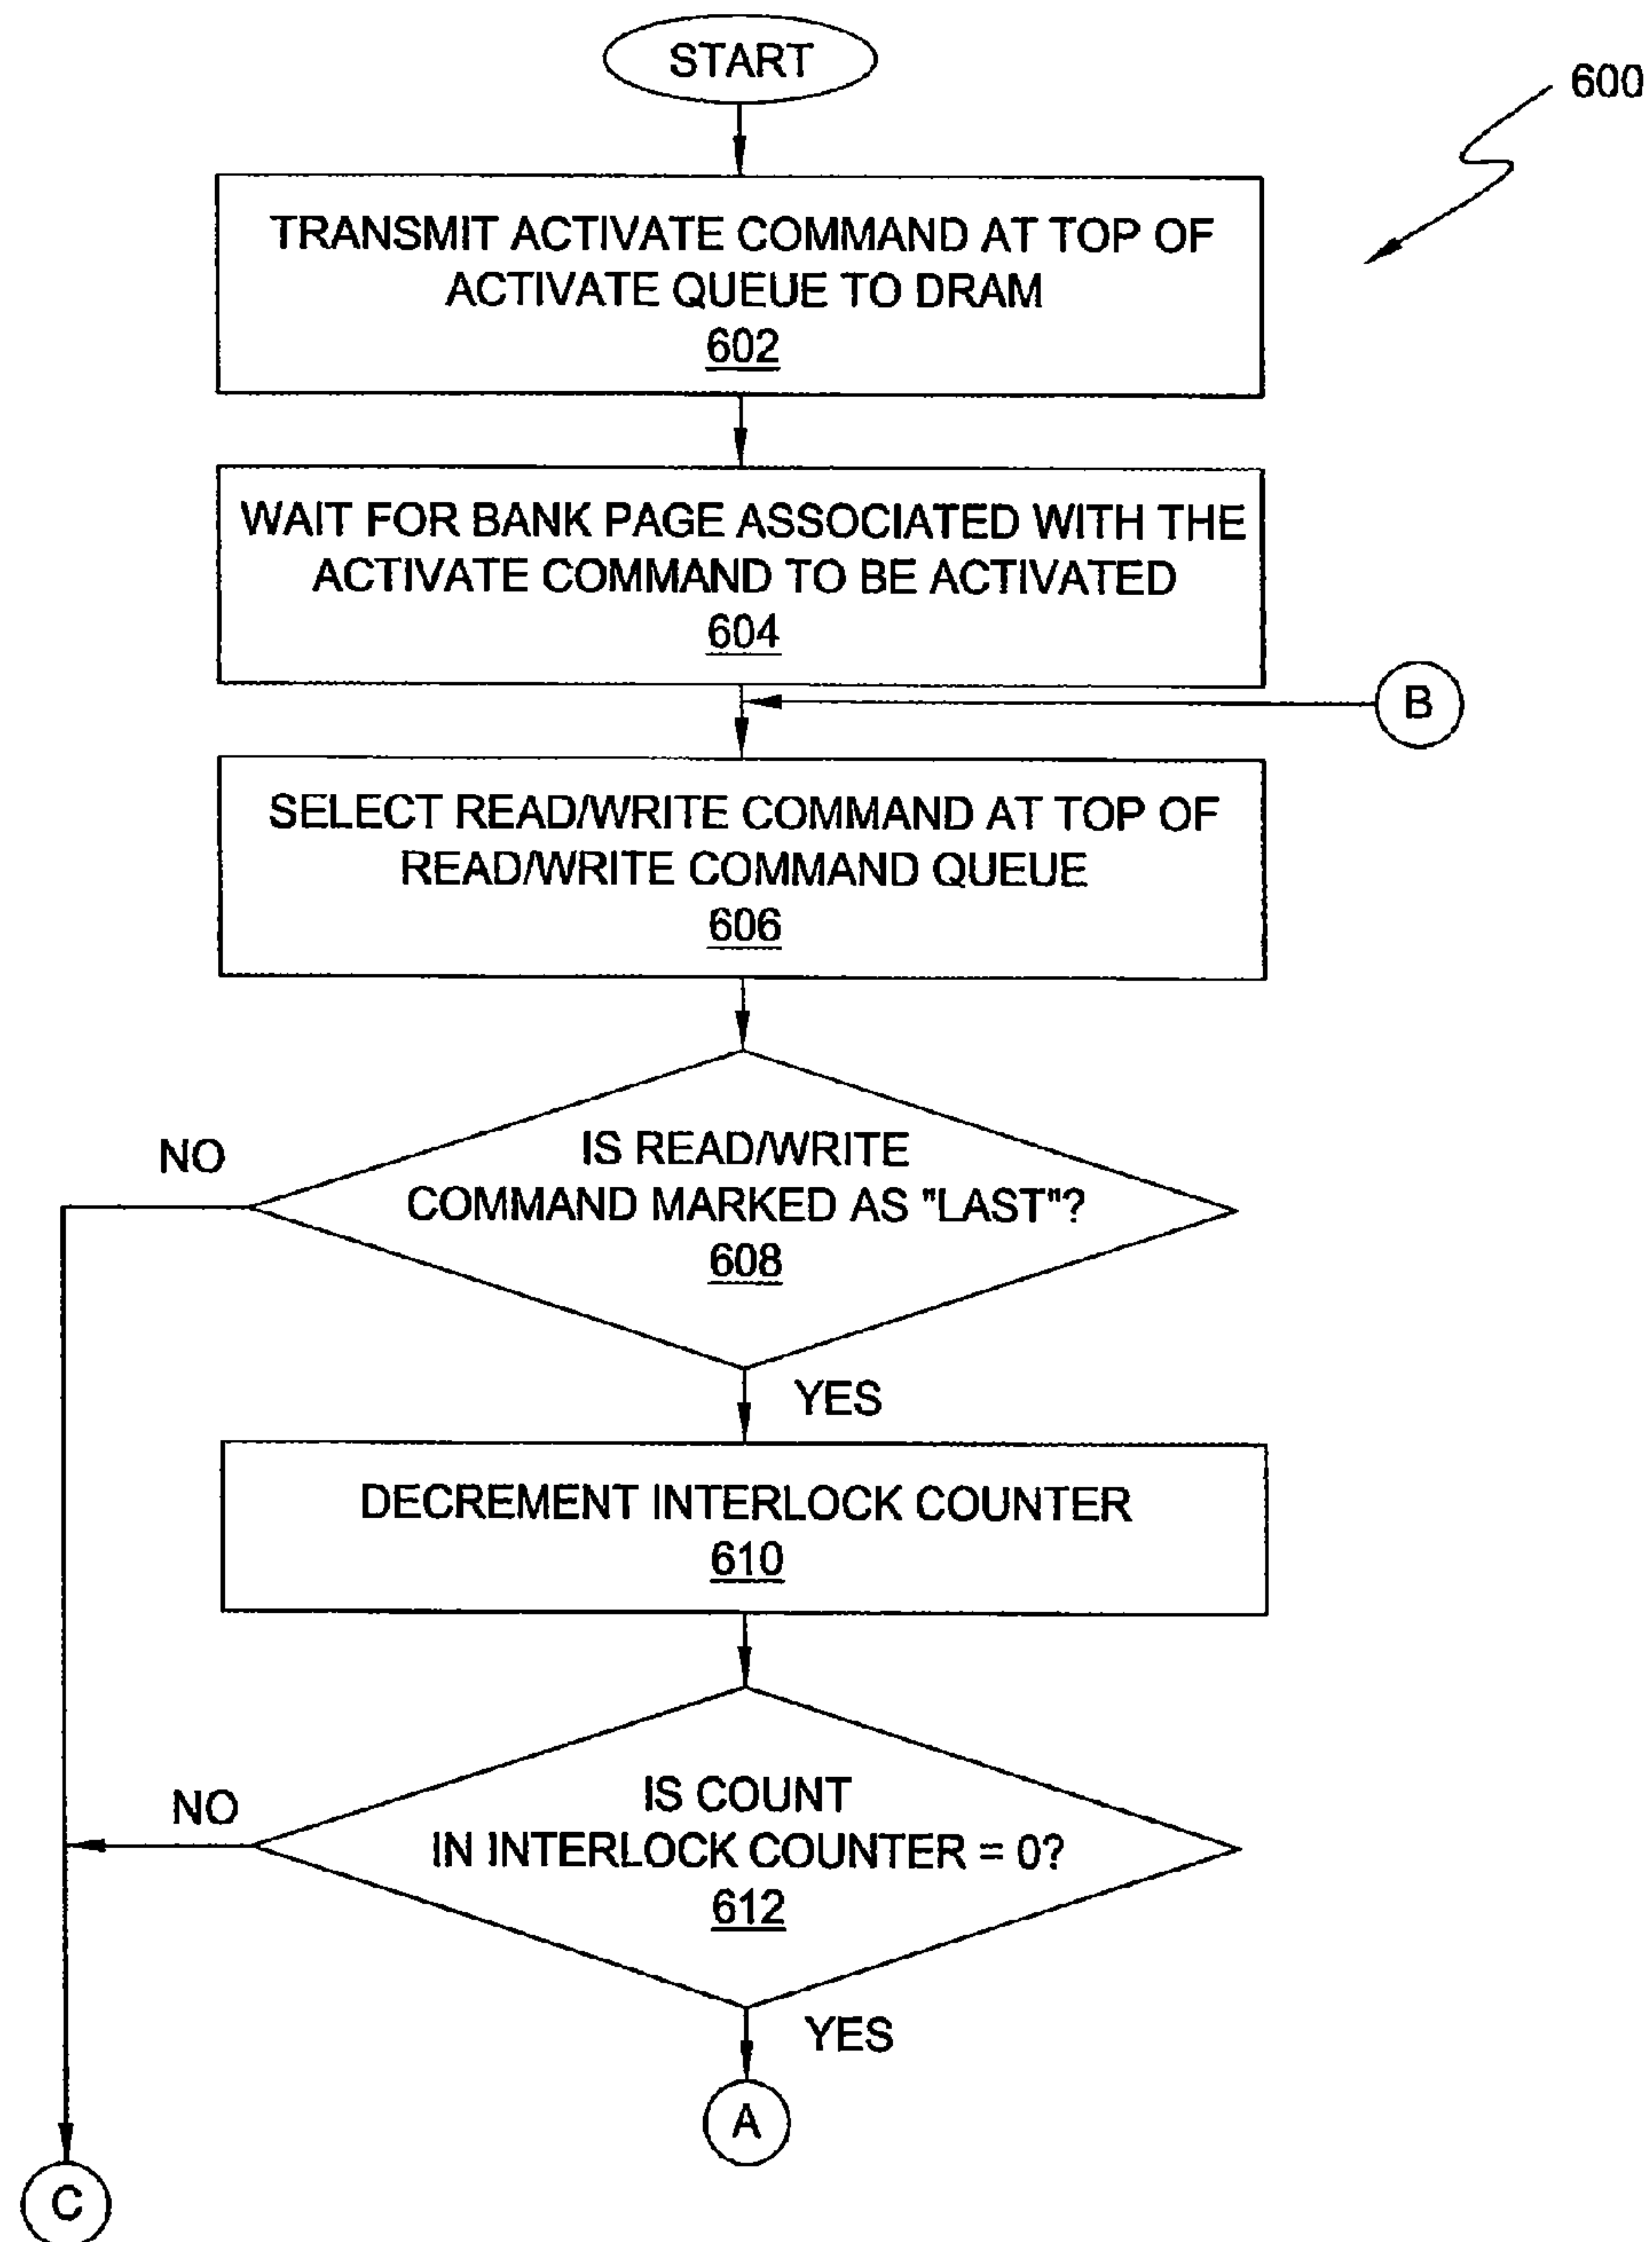 START
600
TRANSMIT ACTIVATE COMMAND AT TOP OF
ACTIVATE QUEUE TO DRAM
602
WAIT FOR BANK PAGE ASSOCIATED WITH THE
ACTIVATE COMMAND TO BE ACTIVATED
604
B
SELECT READ/WRITE COMMAND AT TOP OF
READ/WRITE COMMAND QUEUE
606
NO
IS READ/WRITE
COMMAND MARKED AS "LAST"?
608
YES
DECREMENT INTERLOCK COUNTER
610
NO
IS COUNT
IN INTERLOCK COUNTER = 0?
612
YES
A
C